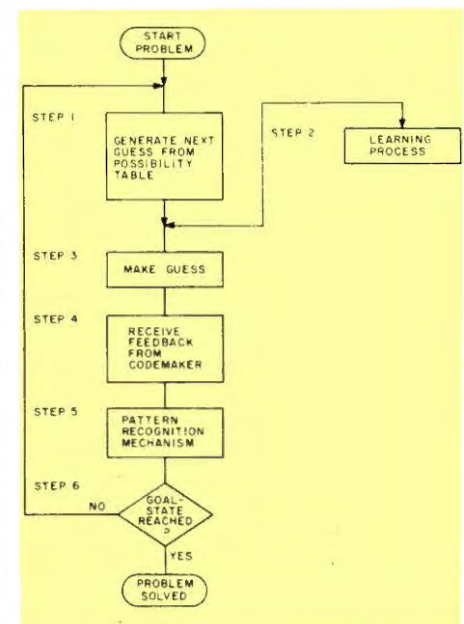 START
PROBLEM
STEP 1
GENERATE NEXT
GUESS FROM
POSSIBILITY
TABLE
STEP 2
LEARNING
PROCESS
STEP 3
MAKE GUESS
STEP 4
RECEIVE
FEEDBACK
FROM
CODEMAKER
STEP 5
PATTERN
RECOGNITION
MECHANISM
STEP 6
GOAL-
STATE
REACHED
?
NO
YES
PROBLEM
SOLVED